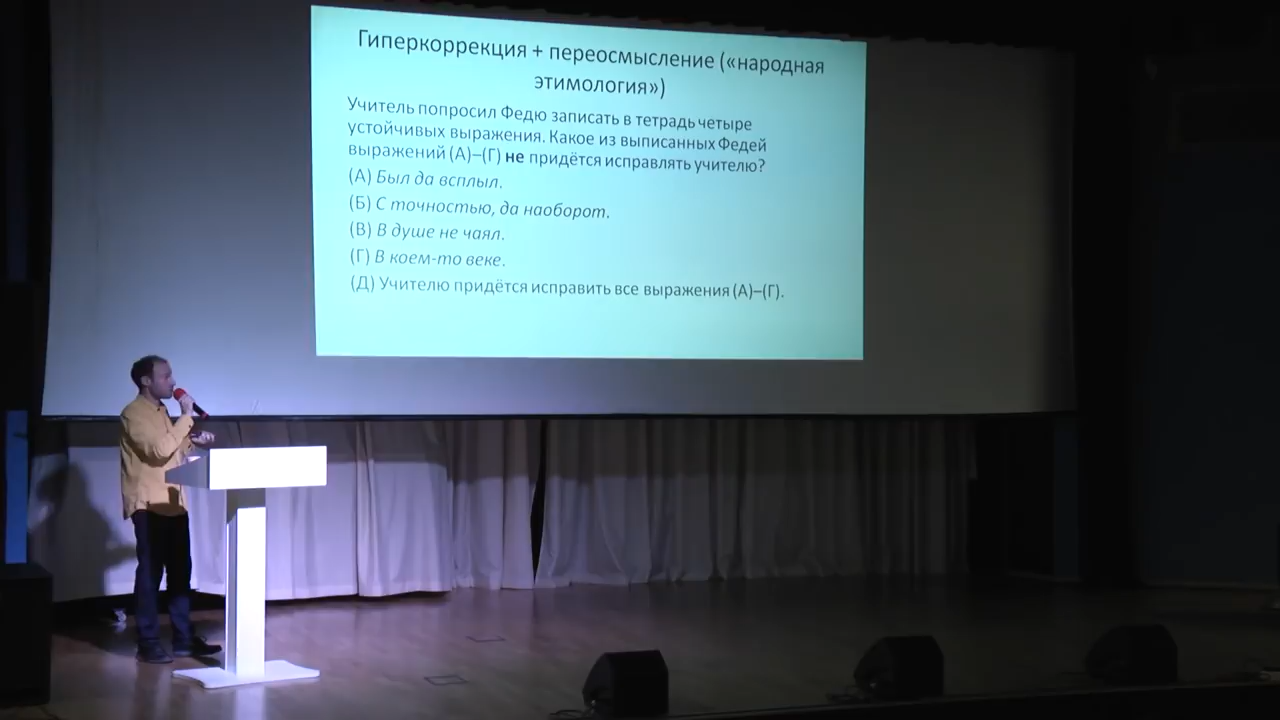 Гиперкоррекция + переосмысление («народная
этимология»)
Учитель попросил Федю записать в тетрадь четыре
устойчивых выражения. Какое из выписанных Федей
выражений (А)–(Г) не придётся исправлять учителю?
(А) Был да всплыл.
(Б) С точностью, да наоборот.
(В) В душе не чаял.
(Г) В коем-то веке.
(Д) Учителю придётся исправить все выражения (А)–(Г).